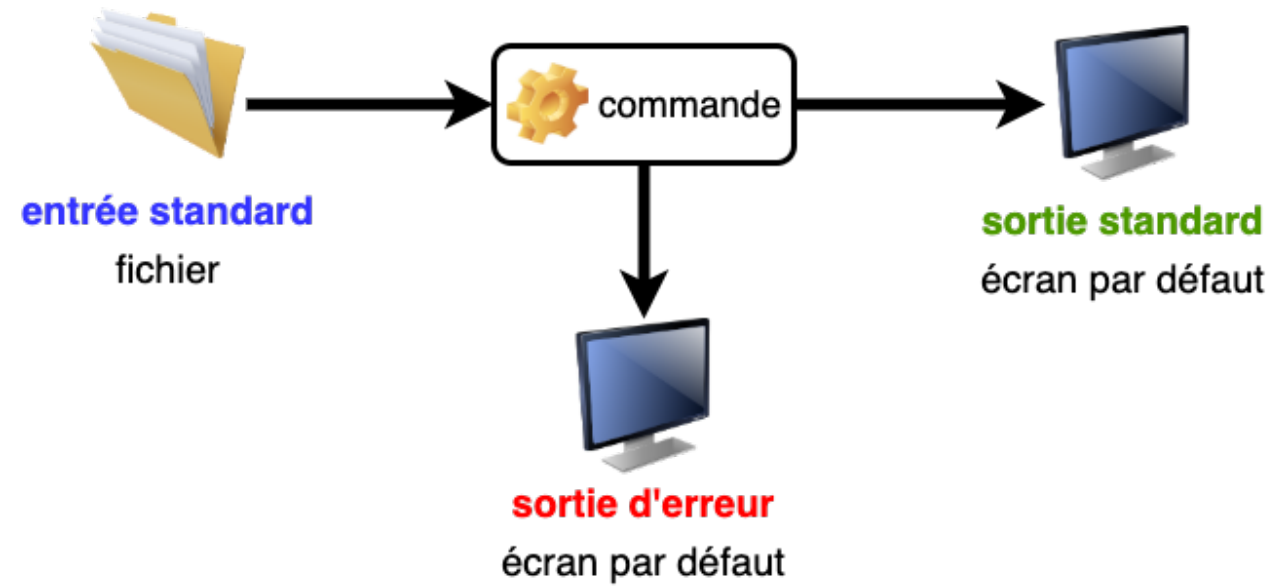 commande
entrée standard
fichier
sortie standard
écran par défaut
sortie d'erreur
écran par défaut